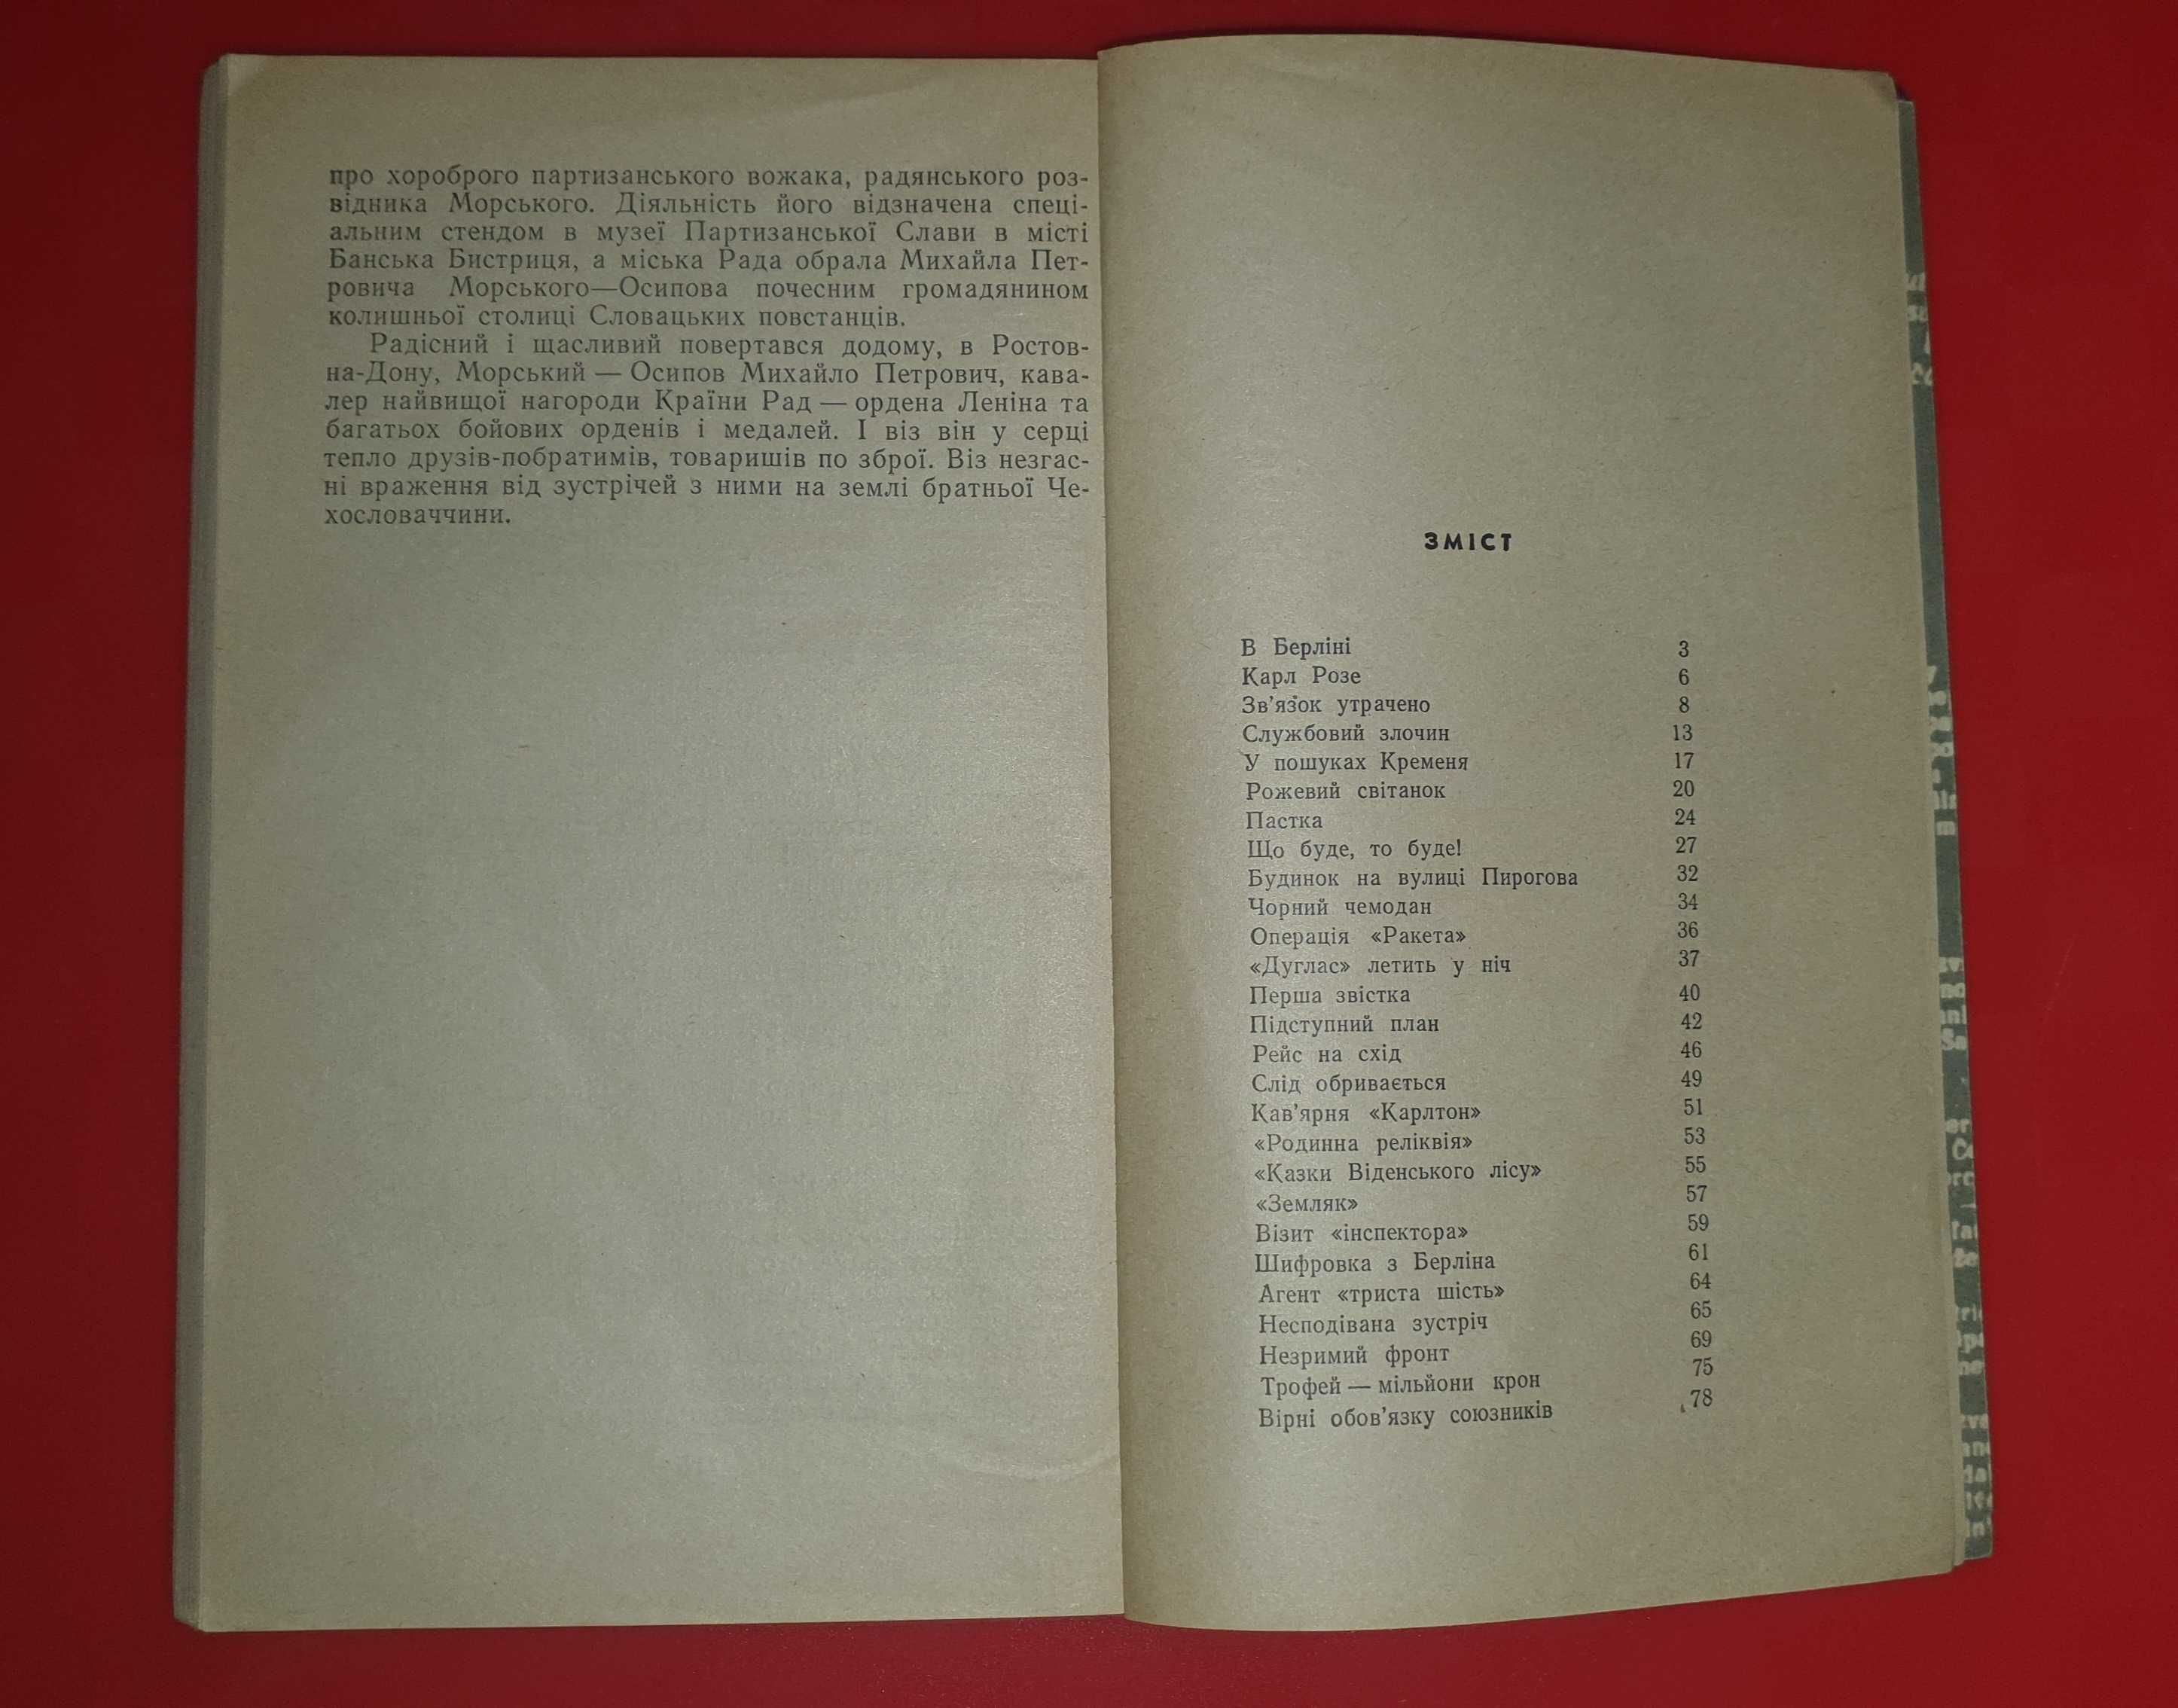 про хороброго партизанського вожака, радянського роз-
відника Морського. Діяльність його відзначена спеці-
альним стендом в музеї Партизанської Слави в місті
Банська Бистриця, а міська Рада обрала Михайла Пет-
ровича Морського—Осипова почесним громадянином
колишньої столиці Словацьких повстанців.
Радісний і щасливий повертався додому, в Ростов-
на-Дону, Морський — Осипов Михайло Петрович, кава-
лер найвищої нагороди Країни Рад — ордена Леніна та
багатьох бойових орденів і медалей. І віз він у серці
тепло друзів-побратимів, товаришів по зброї. Віз незгас-
ні враження від зустрічей з ними на землі братньої Че-
хословаччини.
ЗМІСТ
В Берліні 3
Карл Розе 6
Зв'язок утрачено 8
Службовий злочин 13
У пошуках Кременя 17
Рожевий світанок 20
Пастка 24
Що буде, то буде! 27
Будинок на вулиці Пирогова 32
Чорний чемодан 34
Операція «Ракета» 36
«Дуглас» летить у ніч 37
Перша звістка 40
Підступний план 42
Рейс на схід 46
Слід обривається 49
Кав'ярня «Карлтон» 51
«Родинна реліквія» 53
«Казки Віденського лісу» 55
«Земляк» 57
Візит «інспектора» 59
Шифровка з Берліна 61
Агент «триста шість» 64
Несподівана зустріч 65
Незримий фронт 69
Трофей — мільйони крон 75
Вірні обов'язку союзників 78